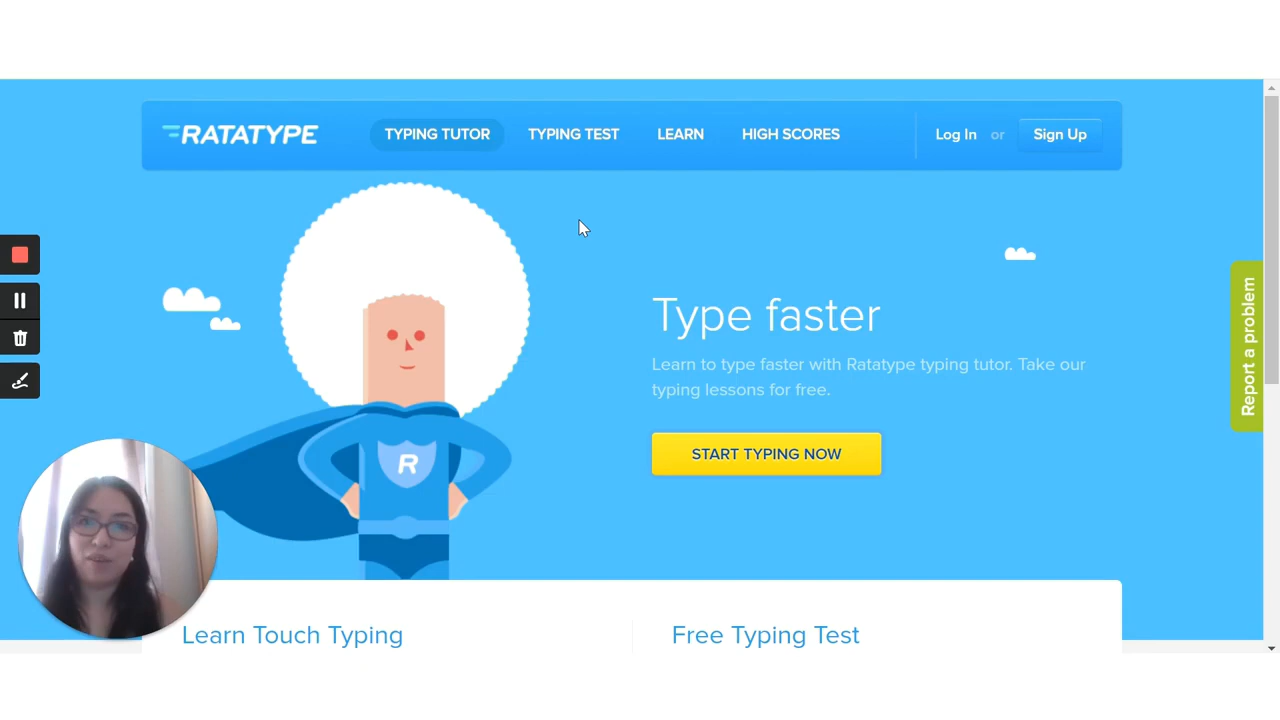 RATATYPE
TYPING TUTOR
TYPING TEST
LEARN
HIGH SCORES
Log In or Sign Up
Type faster
Learn to type faster with Ratatype typing tutor. Take our
typing lessons for free.
START TYPING NOW
R
Report a problem
Learn Touch Typing
Free Typing Test